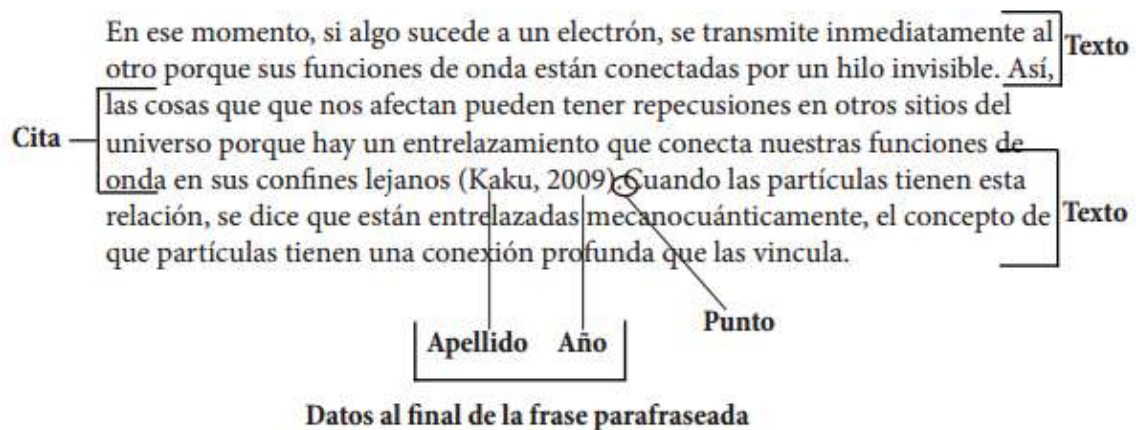 En ese momento, si algo sucede a un electrón, se transmite inmediatamente al
Texto
otro porque sus funciones de onda están conectadas por un hilo invisible. Así,
las cosas que que nos afectan pueden tener repecusiones en otros sitios del
Cita
universo porque hay un entrelazamiento que conecta nuestras funciones de
onda en sus confines lejanos (Kaku, 2009). Cuando las partículas tienen esta
relación, se dice que están entrelazadas mecanocuánticamente, el concepto de
Texto
que partículas tienen una conexión profunda que las vincula.
Apellido Año
Punto
Datos al final de la frase parafraseada